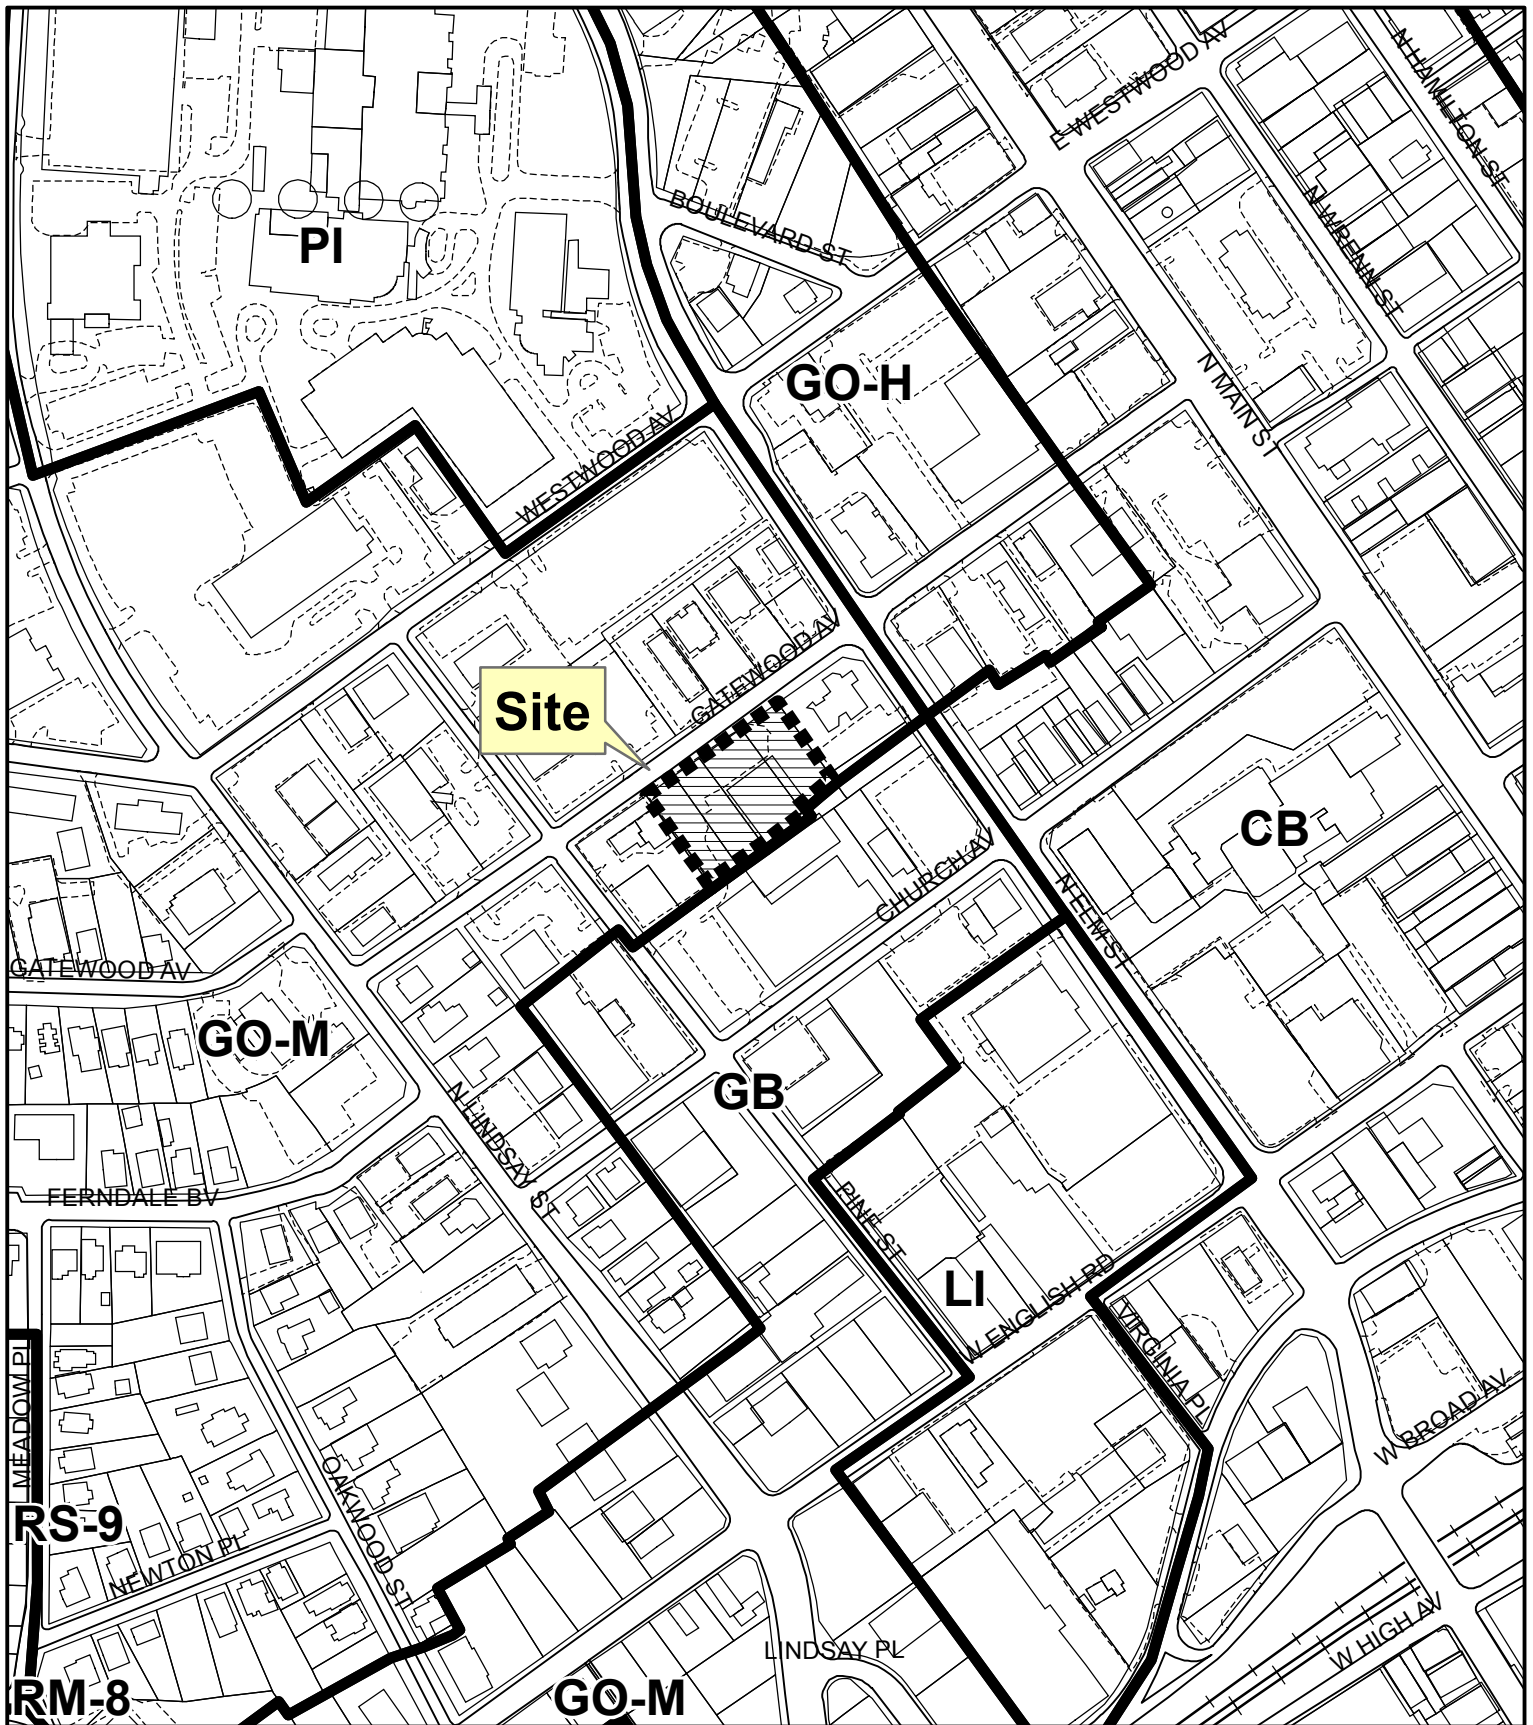 E WESTWOOD AV
N HAMILTON ST
BOULEVARD ST
N WRENN ST
PI
GO-H
N MAIN ST
WESTWOOD AV
GATEWOOD AV
Site
CB
CHURCH AV
N ELM ST
GATEWOOD AV
GO-M
GB
N LINDSAY ST
FERNDALE BV
PINE ST
LI
W ENGLISH RD
VIRGINIA PL
MEADOW PL
W BROAD AV
RS-9
OAKWOOD ST
NEWTON PL
W HIGH AV
LINDSAY PL
RM-8
GO-M